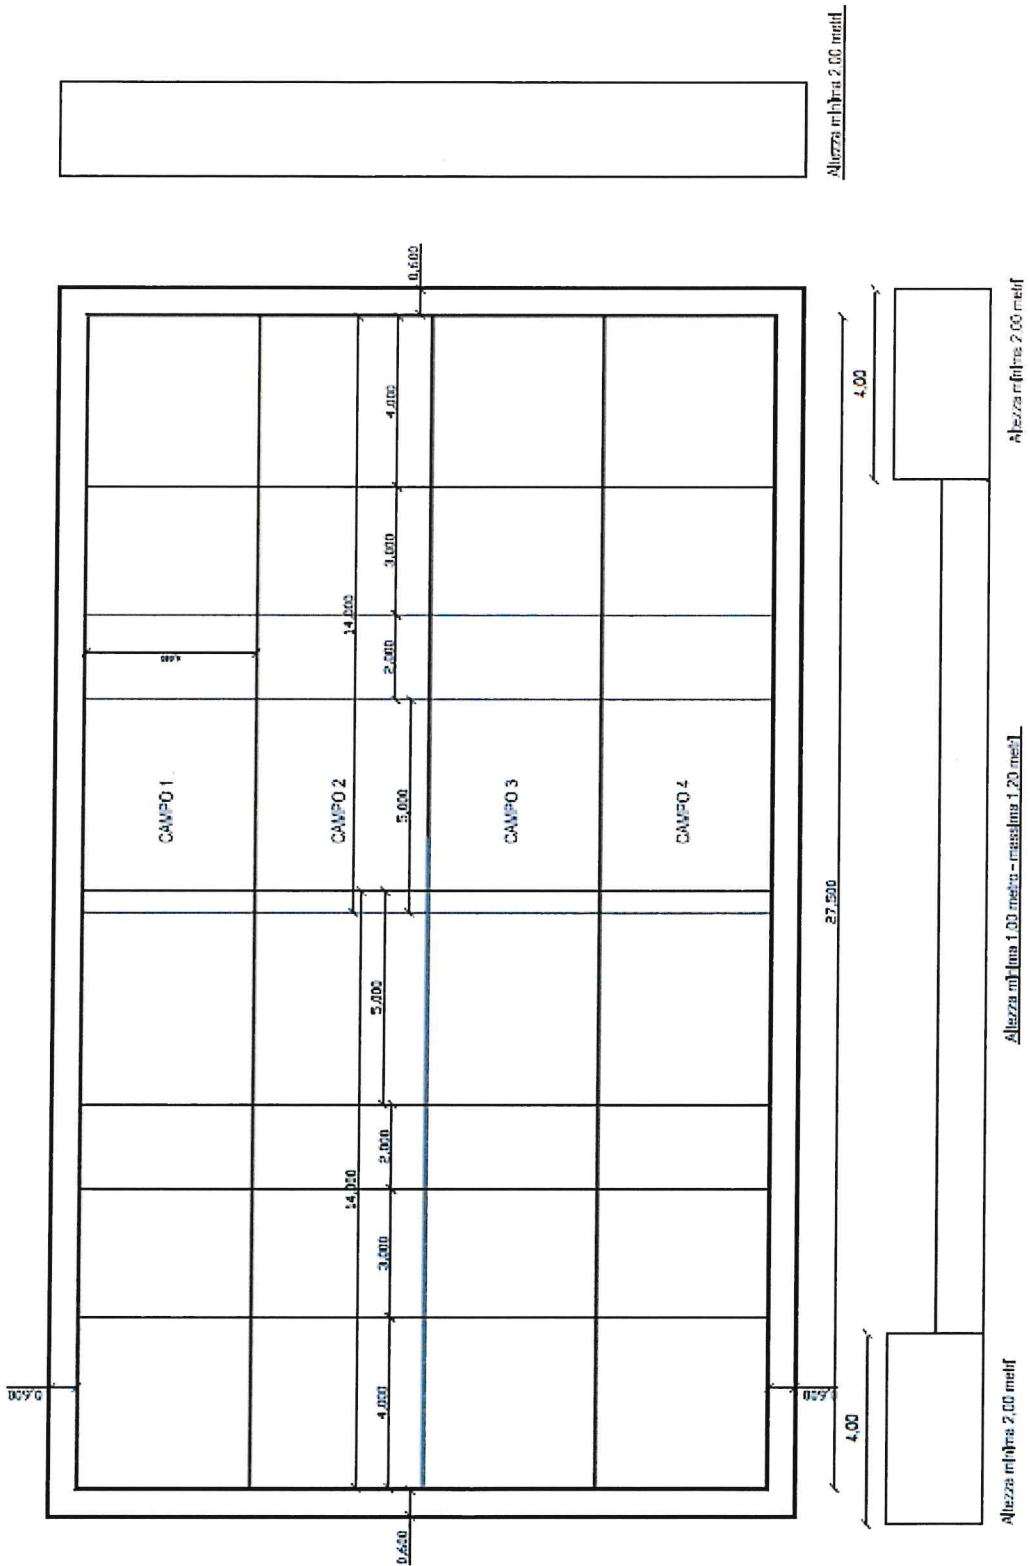 Altezza minima 2.00 metri
0,600
4,000
3,000
14,000
2,000
4,000
CAMPO 1
CAMPO 2
CAMPO 3
CAMPO 4
5,000
27,500
5,000
2,000
14,000
3,000
4,000
0,600
0,600
0,600
4,00
4,00
Altezza minima 2.00 metri
Altezza minima 1,00 metro - massima 1,20 metri
Altezza minima 2,00 metri